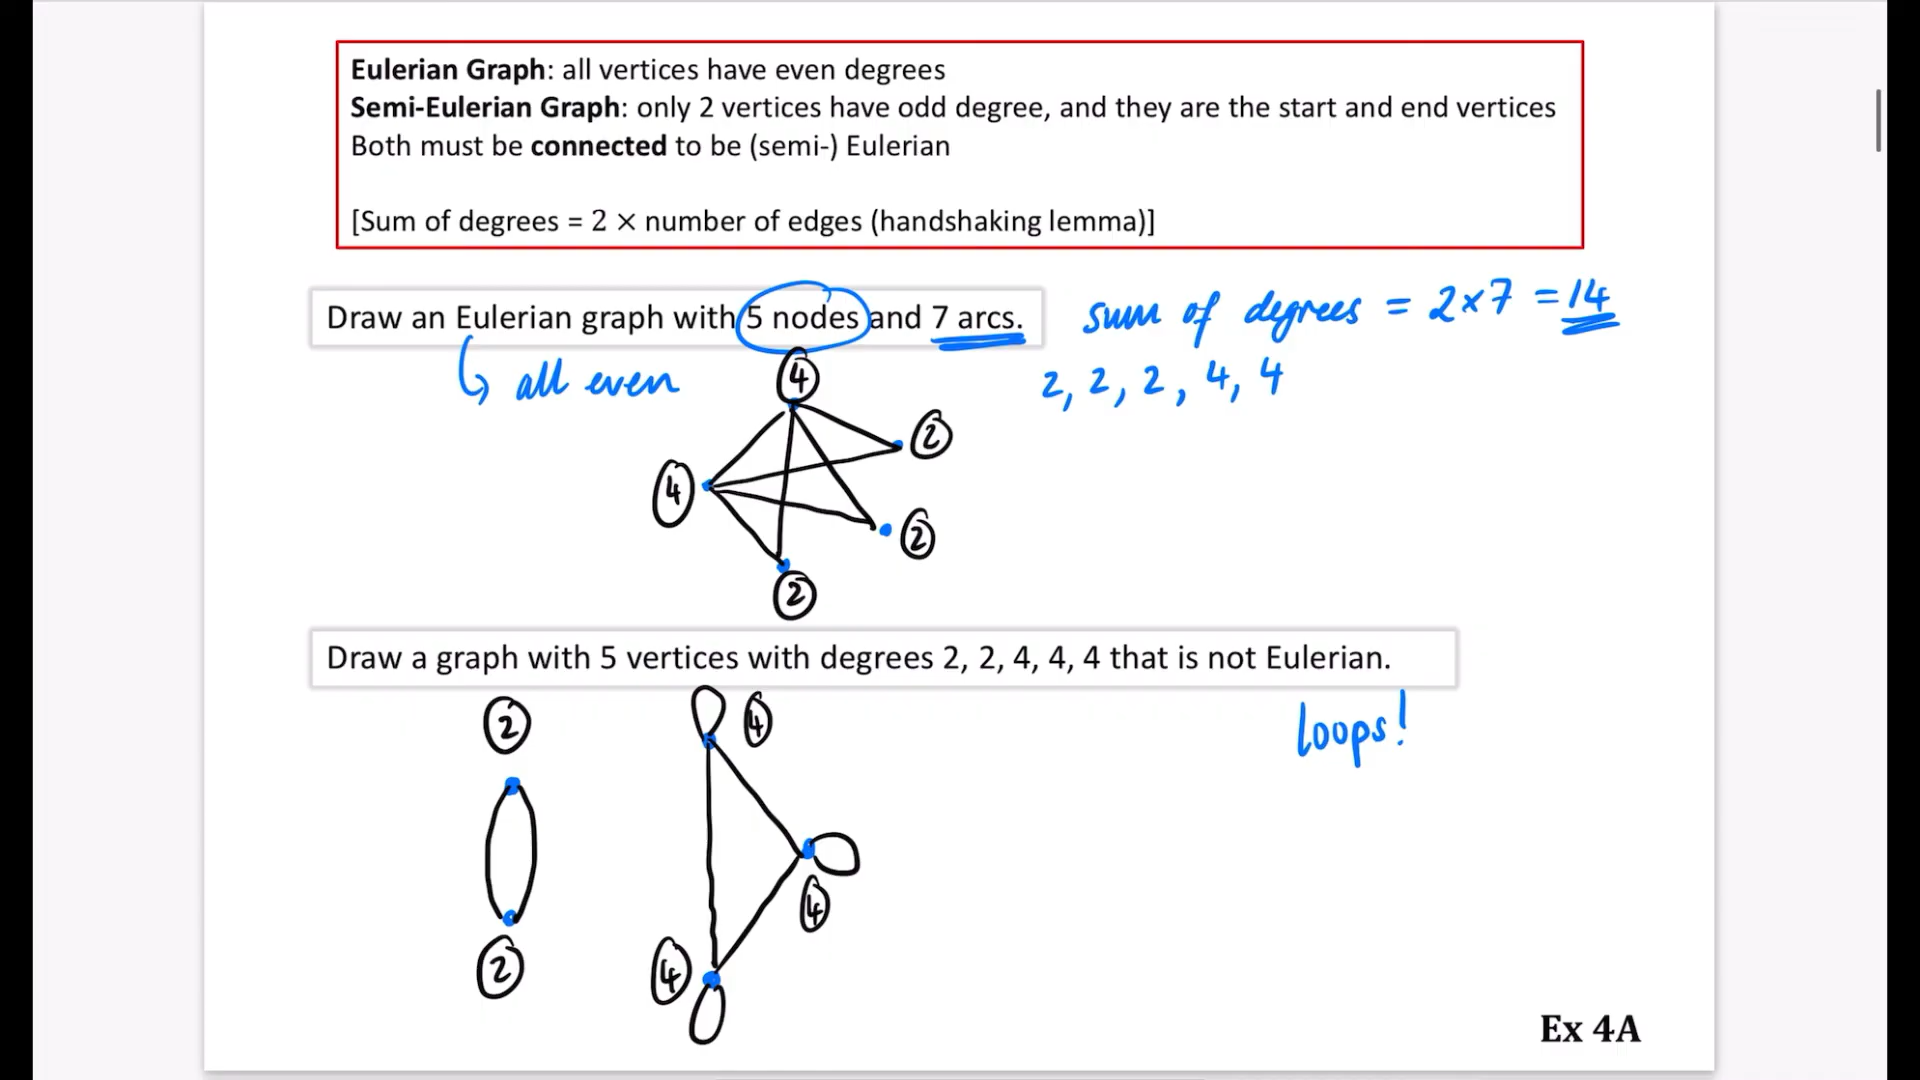 Eulerian Graph: all vertices have even degrees
Semi-Eulerian Graph: only 2 vertices have odd degree, and they are the start and end vertices
Both must be connected to be (semi-) Eulerian
[Sum of degrees = 2 × number of edges (handshaking lemma)]
Draw an Eulerian graph with 5 nodes and 7 arcs.
sum of degrees = 2×7 = 14
all even
2, 2, 2, 4, 4
4
2
4
2
2
Draw a graph with 5 vertices with degrees 2, 2, 4, 4, 4 that is not Eulerian.
loops!
2
4
4
2
4
Ex 4A